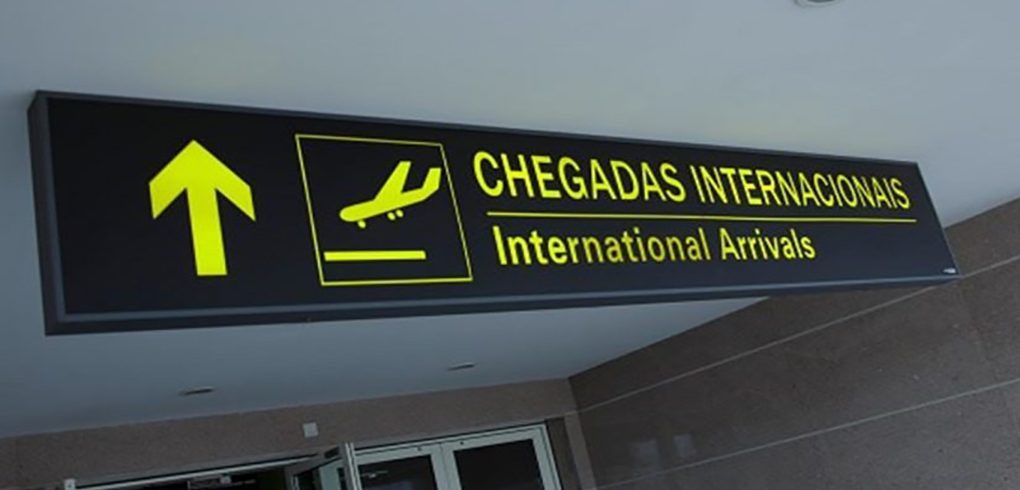 CHEGADAS INTERNACIONAIS
International Arrivals